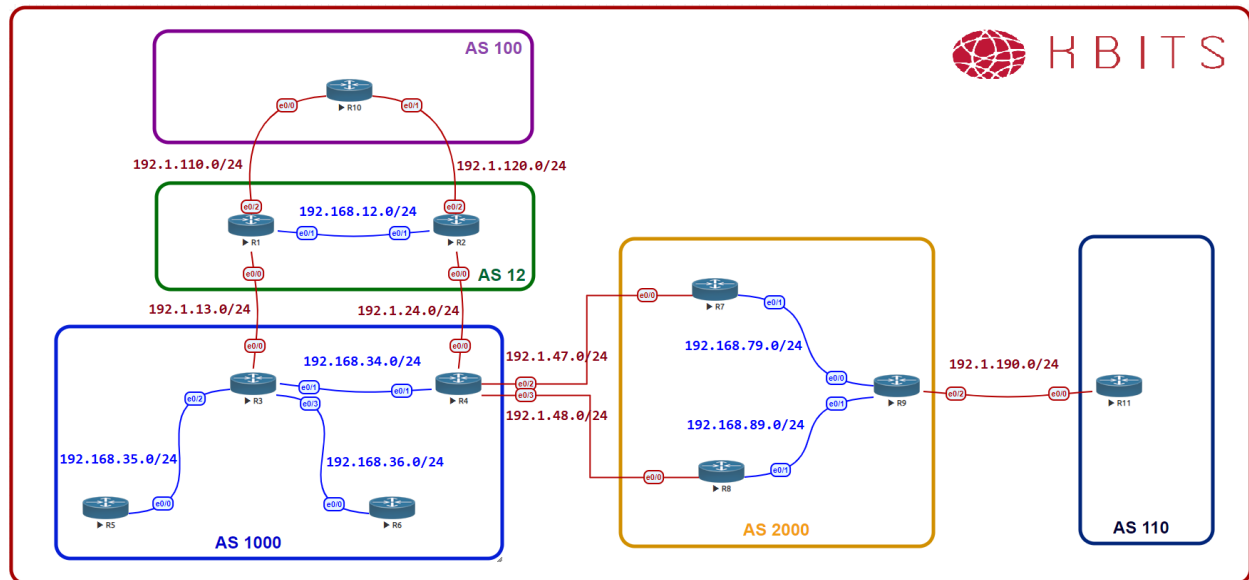 AS 100
KBITS
e0/0
e0/1
R10
192.1.110.0/24
192.1.120.0/24
e0/2
192.168.12.0/24
e0/2
e0/1
e0/1
R1
R2
e0/0
AS 12
e0/0
192.1.13.0/24
192.1.24.0/24
e0/0
e0/0
192.168.34.0/24
e0/1
e0/1
R3
R4
e0/2
e0/3
192.1.47.0/24
e0/2
e0/3
192.1.48.0/24
192.168.35.0/24
192.168.36.0/24
e0/0
e0/0
R5
R6
AS 1000
e0/0
R7
e0/1
192.168.79.0/24
e0/0
e0/1
R9
e0/2
192.168.89.0/24
e0/0
R8
e0/1
AS 2000
192.1.190.0/24
e0/0
R11
AS 110